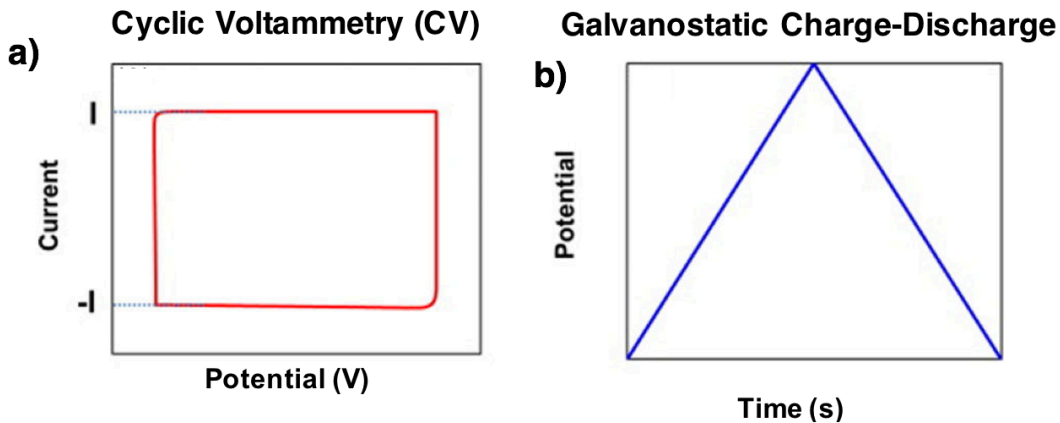 Cyclic Voltammetry (CV)
a)
I
Current
-I
Potential (V)
Galvanostatic Charge-Discharge
b)
Potential
Time (s)